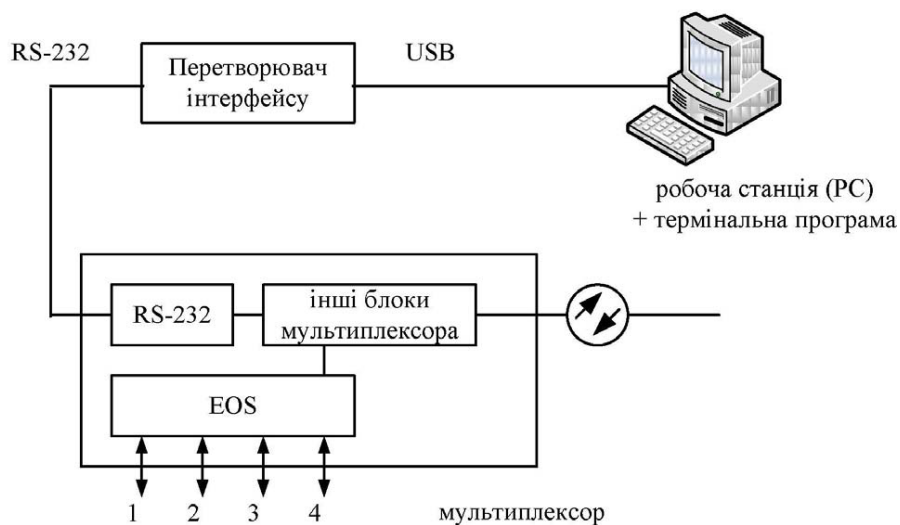 RS-232
Перетворювач
інтерфейсу
USB
робоча станція (РС)
+ термінальна програма
RS-232
інші блоки
мультиплексора
EOS
1 2 3 4
мультиплексор